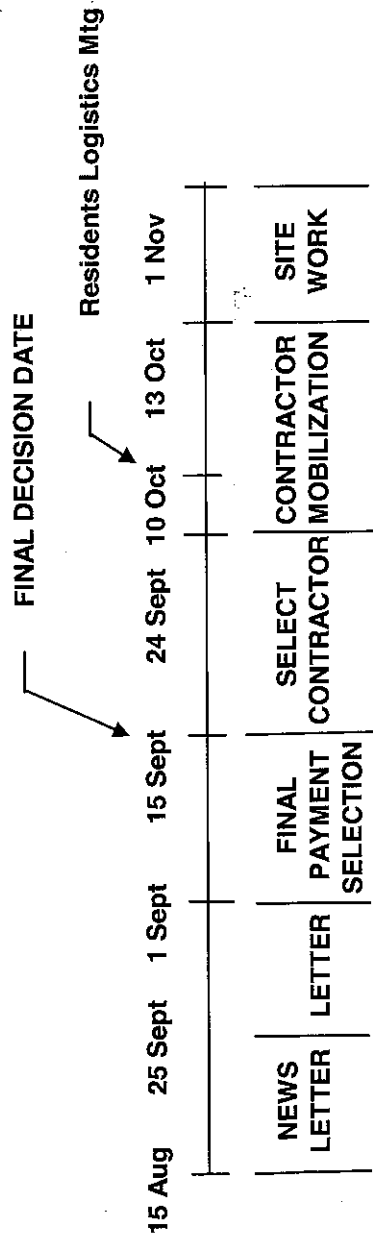 FINAL DECISION DATE
Residents Logistics Mtg
15 Aug 25 Sept 1 Sept 15 Sept 24 Sept 10 Oct 13 Oct 1 Nov
NEWS
LETTER
LETTER
FINAL
PAYMENT
SELECTION
SELECT
CONTRACTOR
CONTRACTOR
MOBILIZATION
SITE
WORK